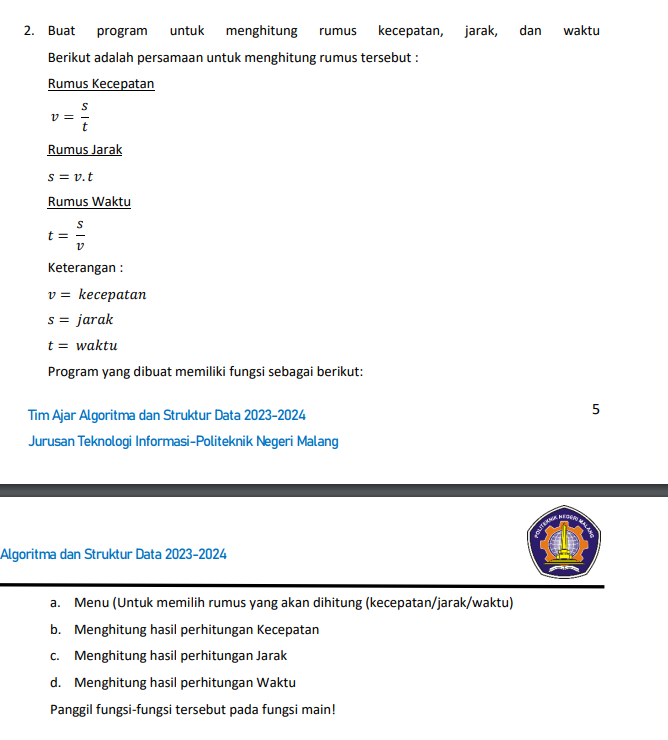 2. Buat program untuk menghitung rumus kecepatan, jarak, dan waktu
Berikut adalah persamaan untuk menghitung rumus tersebut :
Rumus Kecepatan
v = s/t
Rumus Jarak
s = v.t
Rumus Waktu
t = s/v
Keterangan :
v = kecepatan
s = jarak
t = waktu
Program yang dibuat memiliki fungsi sebagai berikut:
5
Tim Ajar Algoritma dan Struktur Data 2023-2024
Jurusan Teknologi Informasi-Politeknik Negeri Malang
POLITEKNIK NEGERI MALANG
Algoritma dan Struktur Data 2023-2024
a. Menu (Untuk memilih rumus yang akan dihitung (kecepatan/jarak/waktu)
b. Menghitung hasil perhitungan Kecepatan
c. Menghitung hasil perhitungan Jarak
d. Menghitung hasil perhitungan Waktu
Panggil fungsi-fungsi tersebut pada fungsi main!